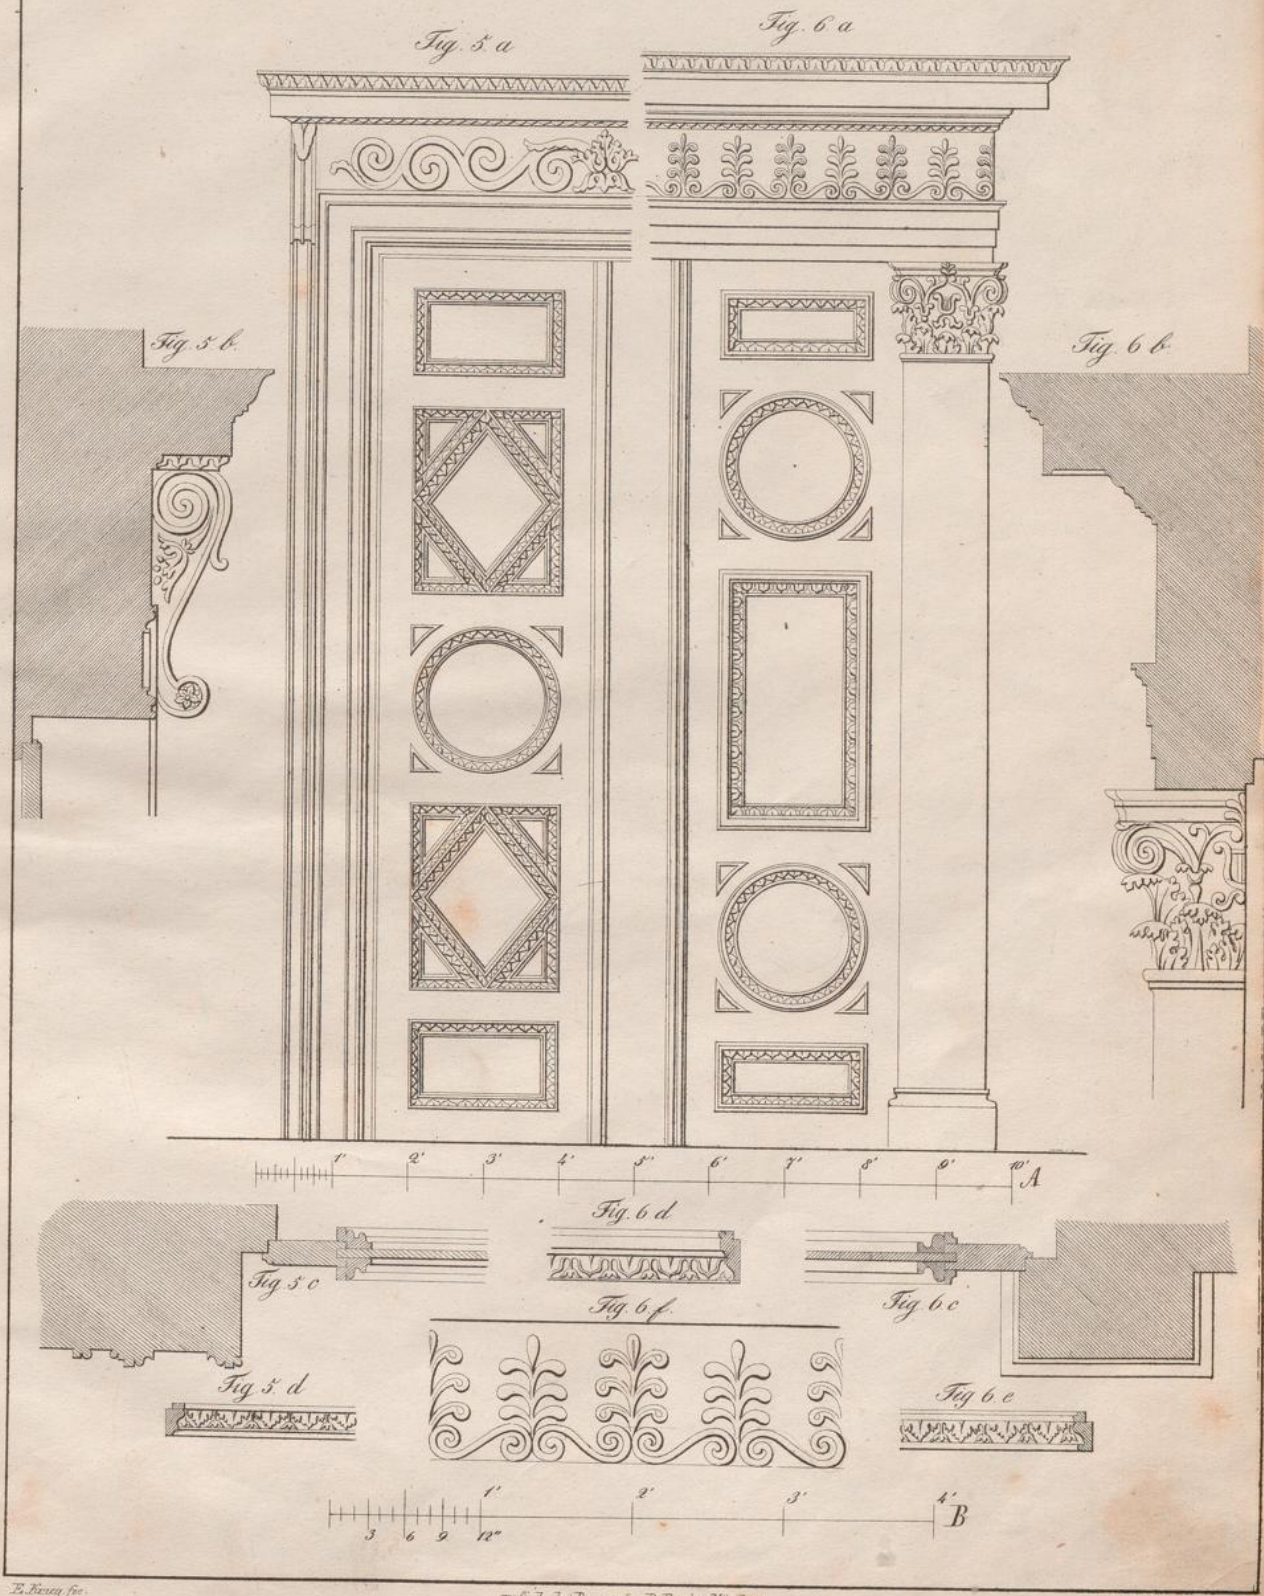 Fig. 5. a
Fig. 6 a
Fig. 5 b.
Fig. 6 b
1' 2' 3' 4' 5' 6' 7' 8' 9' 10' A
Fig. 6 d
Fig. 5 c
Fig. 6 c
Fig. 6 f.
Fig 5. d
Fig 6. e
1' 2' 3' 4' B
3 6 9 12"